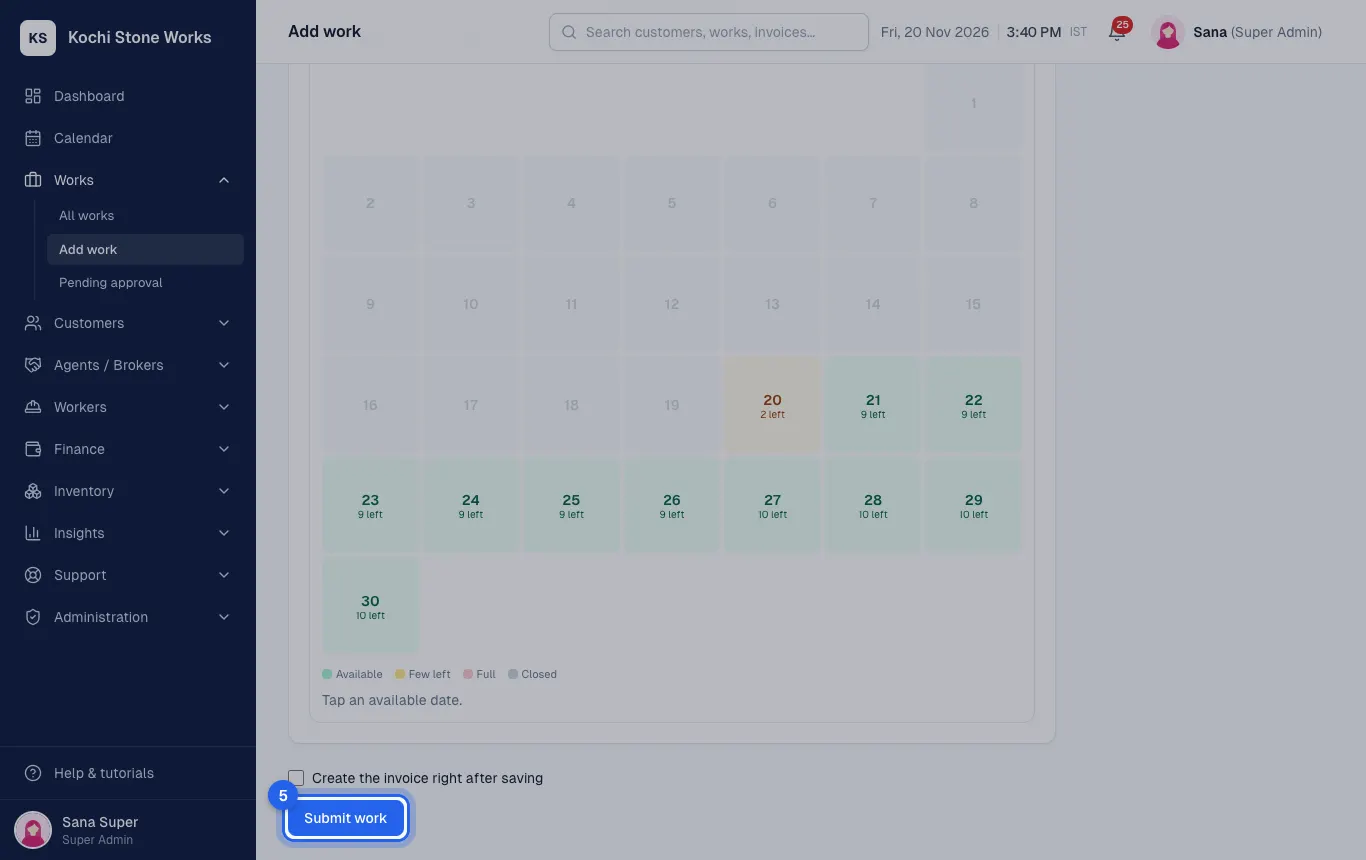 KS
Kochi Stone Works
Dashboard
Calendar
Works
All works
Add work
Pending approval
Customers
Agents / Brokers
Workers
Finance
Inventory
Insights
Support
Administration
Help & tutorials
Sana Super
Super Admin
Add work
Search customers, works, invoices...
Fri, 20 Nov 2026
3:40 PM IST
25
Sana (Super Admin)
1
2 3 4 5 6 7 8
9 10 11 12 13 14 15
16 17 18 19 20 21 22
2 left 9 left 9 left
23 24 25 26 27 28 29
9 left 9 left 9 left 9 left 10 left 10 left 10 left
30
10 left
Available Few left Full Closed
Tap an available date.
Create the invoice right after saving
5
Submit work